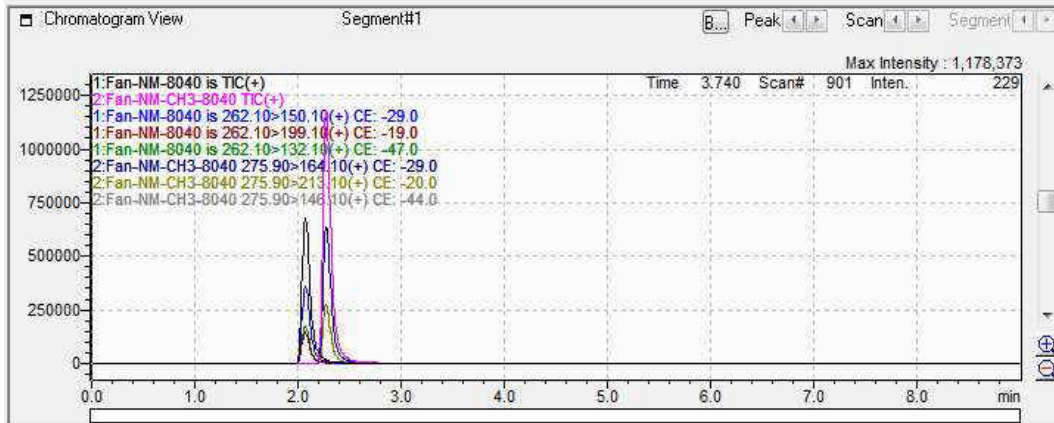 Chromatogram View Segment#1 B... Peak Scan Segment
Max Intensity : 1,178,373
Time 3.740 Scan# 901 Inten. 229
1:Fan-NM-8040 is TIC(+)
2:Fan-NM-CH3-8040 TIC(+)
1:Fan-NM-8040 is 262.10>150.10(+) CE: -29.0
1:Fan-NM-8040 is 262.10>199.10(+) CE: -19.0
1:Fan-NM-8040 is 262.10>132.10(+) CE: -47.0
2:Fan-NM-CH3-8040 275.90>164.10(+) CE: -29.0
2:Fan-NM-CH3-8040 275.90>213.10(+) CE: -20.0
2:Fan-NM-CH3-8040 275.90>146.10(+) CE: -44.0
1250000
1000000
750000
500000
250000
0
0.0 1.0 2.0 3.0 4.0 5.0 6.0 7.0 8.0 min